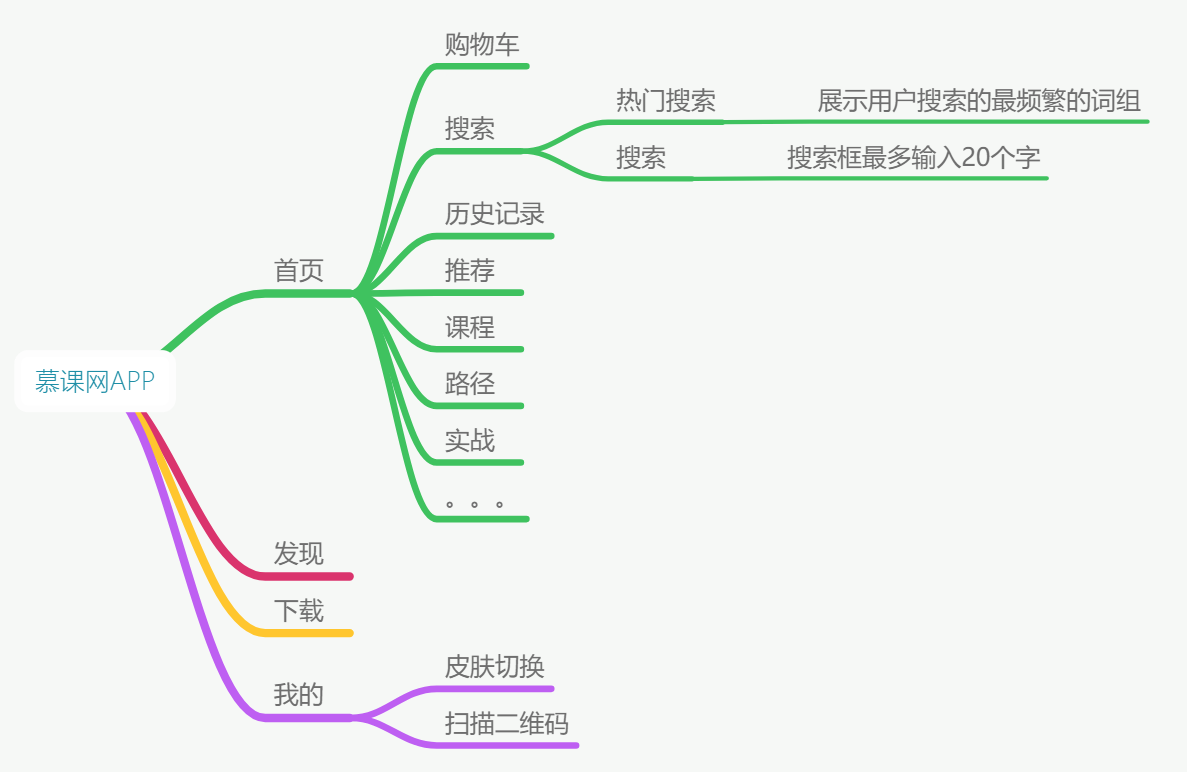 购物车
热门搜索
展示用户搜索的最频繁的词组
搜索
搜索
搜索框最多输入20个字
历史记录
首页
推荐
课程
慕课网APP
路径
实战
。。。
发现
下载
皮肤切换
我的
扫描二维码